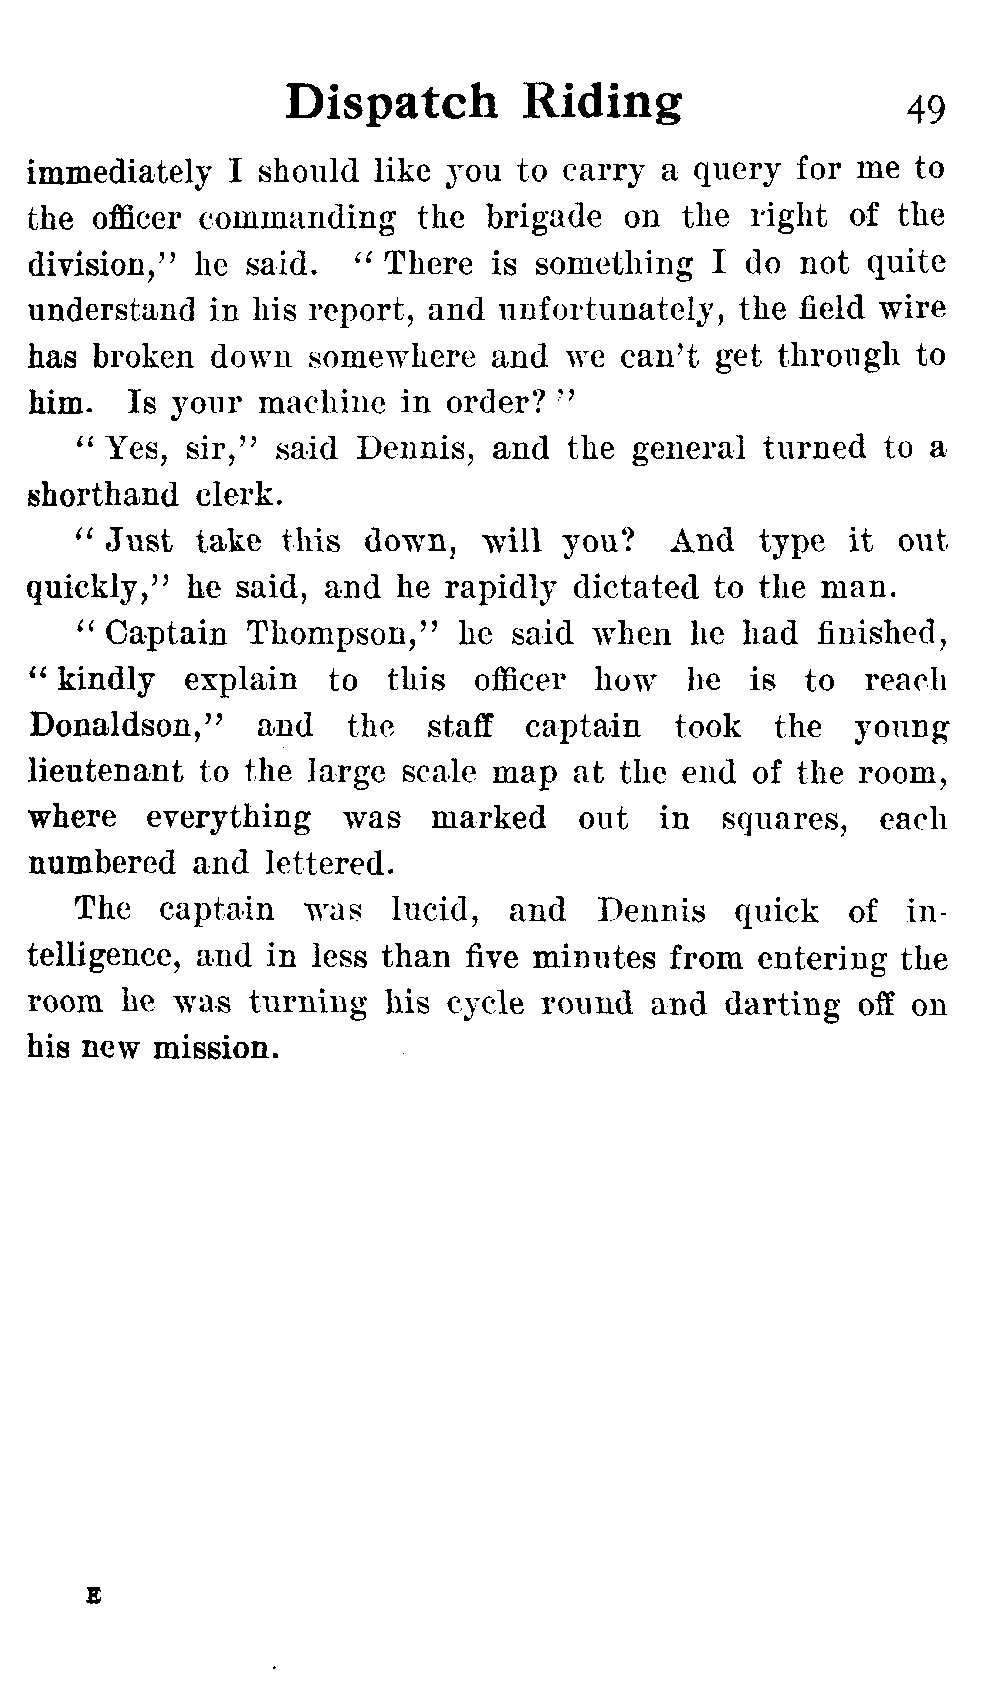 Dispatch Riding 49
immediately I should like you to carry a query for me to
the officer commanding the brigade on the right of the
division," he said. "There is something I do not quite
understand in his report, and unfortunately, the field wire
has broken down somewhere and we can't get through to
him. Is your machine in order?"
"Yes, sir," said Dennis, and the general turned to a
shorthand clerk.
"Just take this down, will you? And type it out
quickly," he said, and he rapidly dictated to the man.
"Captain Thompson," he said when he had finished,
"kindly explain to this officer how he is to reach
Donaldson," and the staff captain took the young
lieutenant to the large scale map at the end of the room,
where everything was marked out in squares, each
numbered and lettered.
The captain was lucid, and Dennis quick of in-
telligence, and in less than five minutes from entering the
room he was turning his cycle round and darting off on
his new mission.
E